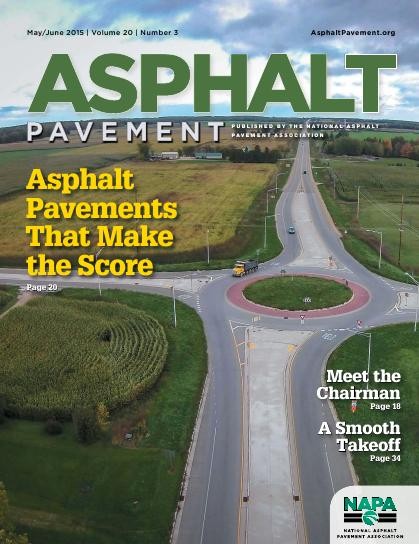 May/June 2015 | Volume 20 | Number 3
AsphaltPavement.org
ASPHALT
PAVEMENT
PUBLISHED BY THE NATIONAL ASPHALT
PAVEMENT ASSOCIATION
Asphalt
Pavements
That Make
the Score
Page 20
Meet the
Chairman
Page 18
A Smooth
Takeoff
Page 34
NAPA
NATIONAL ASPHALT
PAVEMENT ASSOCIATION